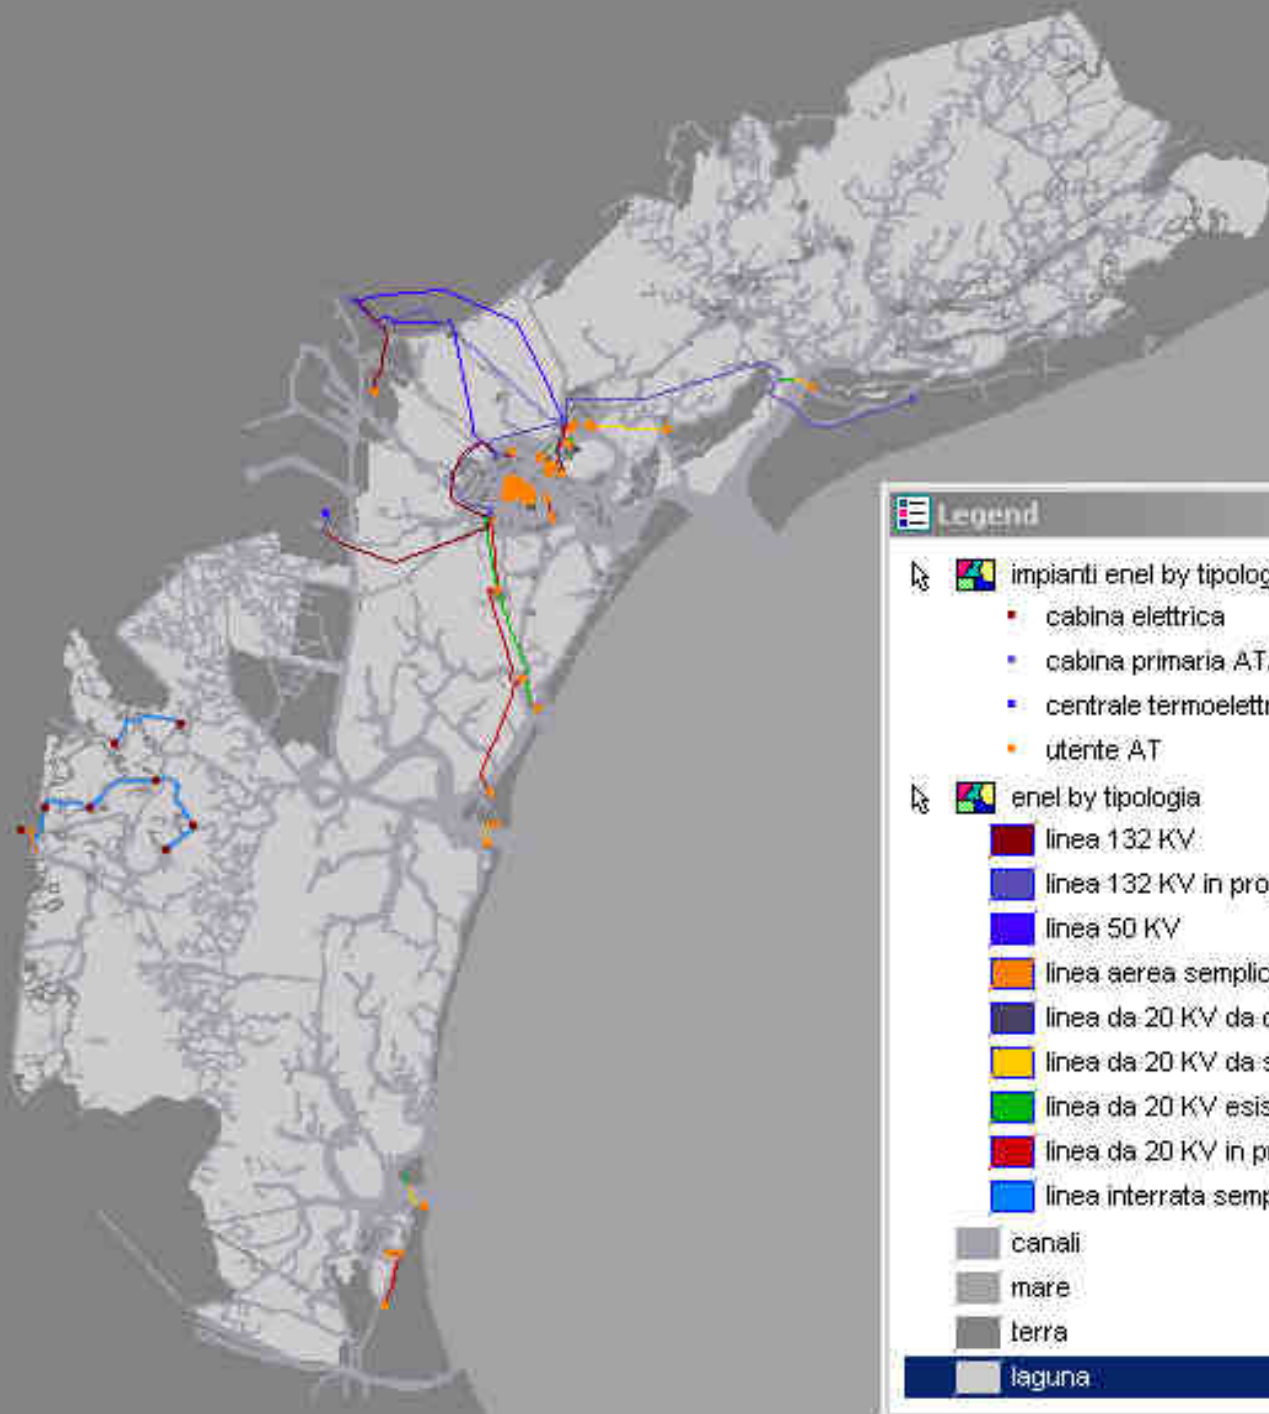 Legend
impianti enel by tipolog
cabina elettrica
cabina primaria AT
centrale termoelett
utente AT
enel by tipologia
linea 132 KV
linea 132 KV in pro
linea 50 KV
linea aerea semplic
linea da 20 KV da
linea da 20 KV da s
linea da 20 KV esis
linea da 20 KV in p
linea interrata semp
canali
mare
terra
laguna